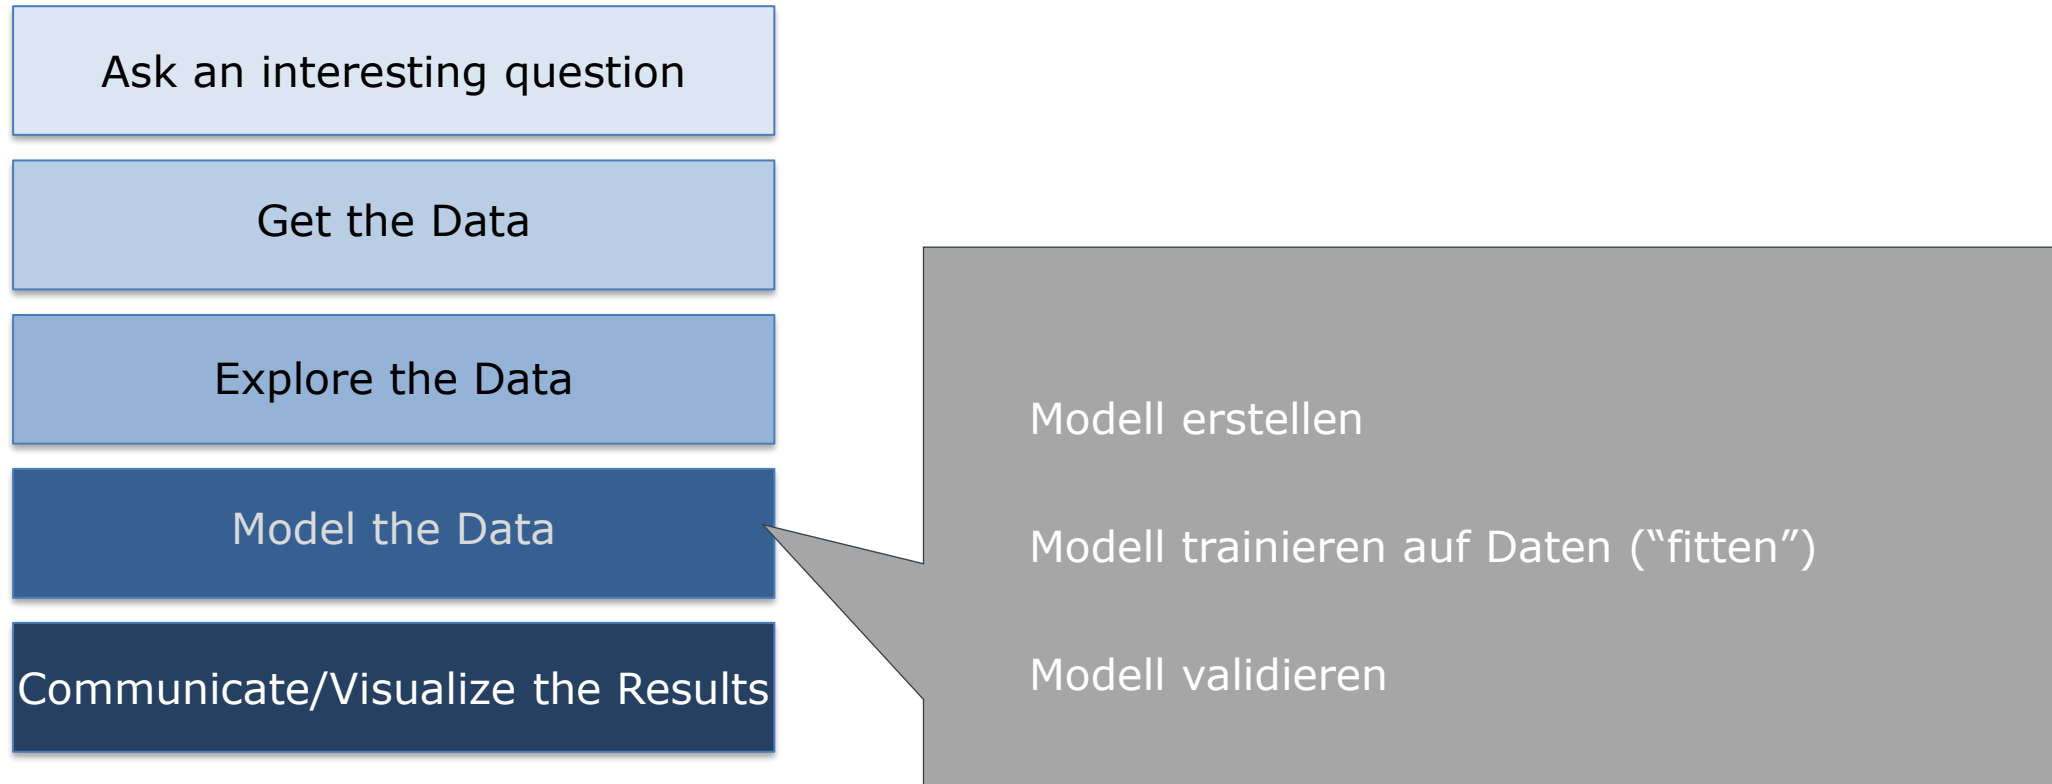 Ask an interesting question
Get the Data
Explore the Data
Model the Data
Communicate/Visualize the Results
Modell erstellen
Modell trainieren auf Daten (“fitten”)
Modell validieren